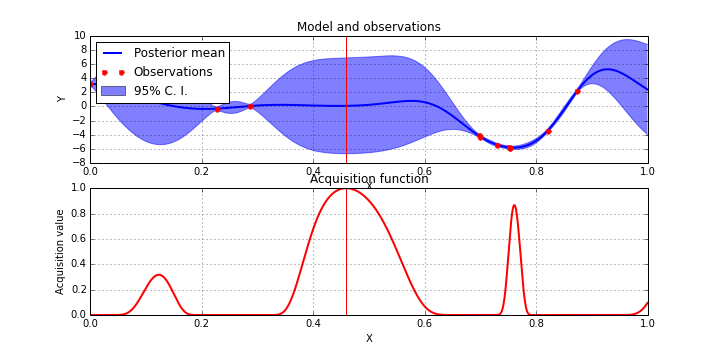 Model and observations
10
8
6
4
2
0
−2
−4
−6
−8
Y
Posterior mean
Observations
95% C. I.
0.0 0.2 0.4 0.6 0.8 1.0
X
Acquisition function
1.0
0.8
0.6
0.4
0.2
0.0
Acquisition value
0.0 0.2 0.4 0.6 0.8 1.0
X